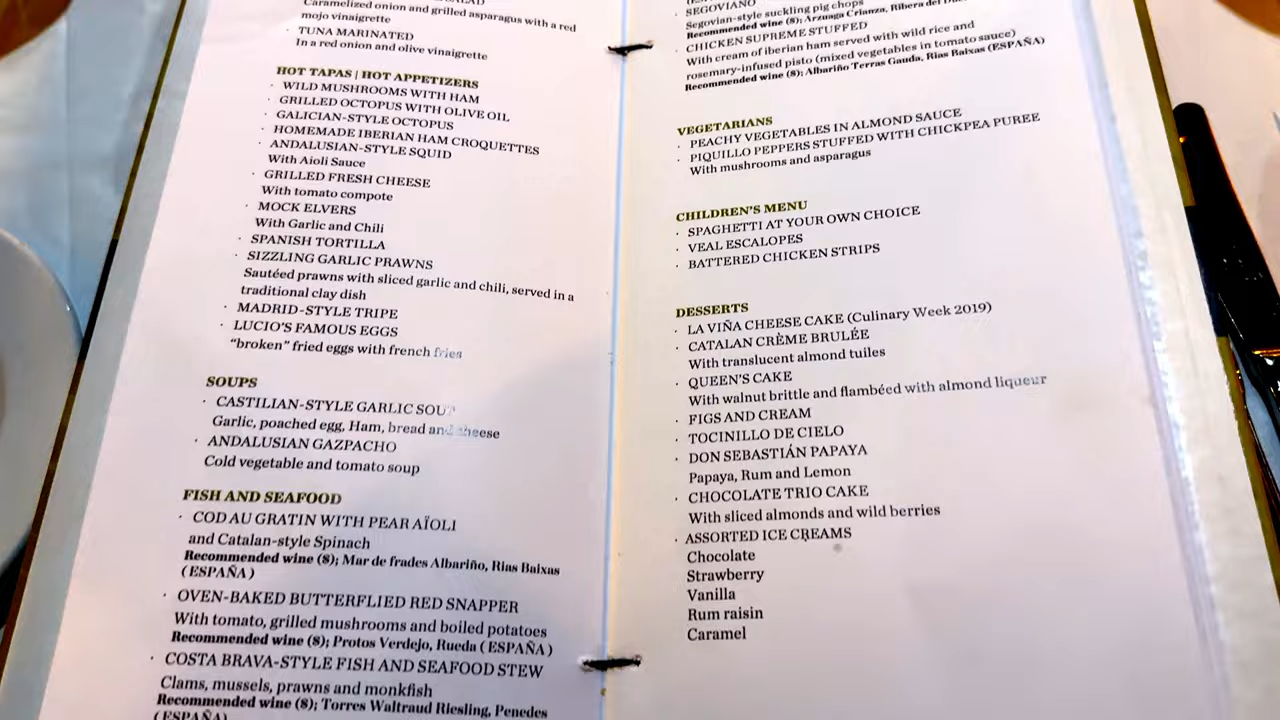 Caramelized onion and grilled asparagus with a red
mojo vinaigrette
· TUNA MARINATED
In a red onion and olive vinaigrette
HOT TAPAS | HOT APPETIZERS
· WILD MUSHROOMS WITH HAM
· GRILLED OCTOPUS WITH OLIVE OIL
· GALICIAN-STYLE OCTOPUS
· HOMEMADE IBERIAN HAM CROQUETTES
· ANDALUSIAN-STYLE SQUID
With Aioli Sauce
· GRILLED FRESH CHEESE
With tomato compote
· MOCK ELVERS
With Garlic and Chili
· SPANISH TORTILLA
· SIZZLING GARLIC PRAWNS
Sautéed prawns with sliced garlic and chili, served in a
traditional clay dish
· MADRID-STYLE TRIPE
· LUCIO'S FAMOUS EGGS
"broken" fried eggs with french fries
SOUPS
· CASTILIAN-STYLE GARLIC SOUP
Garlic, poached egg, Ham, bread and cheese
· ANDALUSIAN GAZPACHO
Cold vegetable and tomato soup
FISH AND SEAFOOD
· COD AU GRATIN WITH PEAR AÏOLI
and Catalan-style Spinach
Recommended wine (8); Mar de frades Albariño, Rias Baixas
(ESPAÑA)
· OVEN-BAKED BUTTERFLIED RED SNAPPER
With tomato, grilled mushrooms and boiled potatoes
Recommended wine (8); Protos Verdejo, Rueda (ESPAÑA)
· COSTA BRAVA-STYLE FISH AND SEAFOOD STEW
Clams, mussels, prawns and monkfish
Recommended wine (8); Torres Waltraud Riesling, Penedes
(ESPAÑA)
· SEGOVIANO
Segovian-style suckling pig chops
Recommended wine (8); Arzuaga Crianza, Ribera del
· CHICKEN SUPREME STUFFED
With cream of iberian ham served with wild rice and
rosemary-infused pisto (mixed vegetables in tomato sauce)
Recommended wine (8); Albariño Terras Gauda, Rias Baixas (ESPAÑA)
VEGETARIANS
· PEACHY VEGETABLES IN ALMOND SAUCE
· PIQUILLO PEPPERS STUFFED WITH CHICKPEA PUREE
With mushrooms and asparagus
CHILDREN'S MENU
· SPAGHETTI AT YOUR OWN CHOICE
· VEAL ESCALOPES
· BATTERED CHICKEN STRIPS
DESSERTS
· LA VIÑA CHEESE CAKE (Culinary Week 2019)
· CATALAN CRÈME BRULÉE
With translucent almond tuiles
· QUEEN'S CAKE
With walnut brittle and flambéed with almond liqueur
· FIGS AND CREAM
· TOCINILLO DE CIELO
· DON SEBASTIÁN PAPAYA
Papaya, Rum and Lemon
· CHOCOLATE TRIO CAKE
With sliced almonds and wild berries
· ASSORTED ICE CREAMS
Chocolate
Strawberry
Vanilla
Rum raisin
Caramel